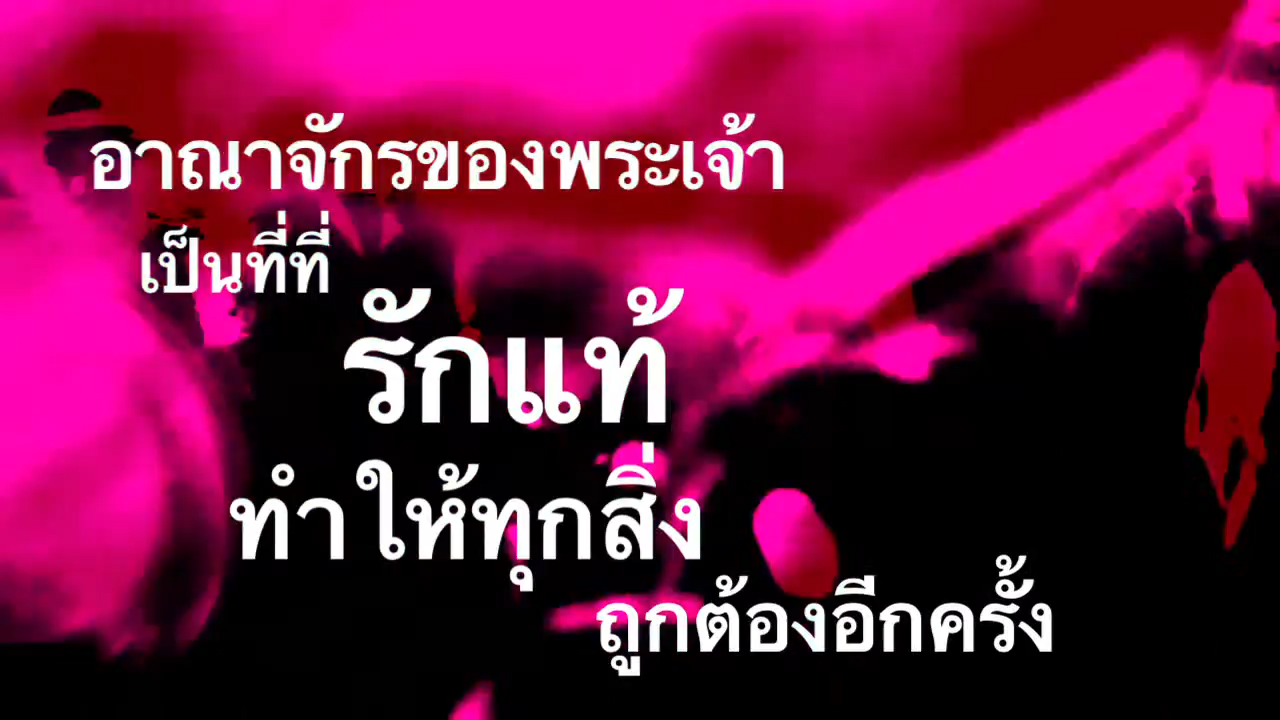 อาณาจักรของพระเจ้า
เป็นที่ที่
รักแท้
ทำให้ทุกสิ่ง
ถูกต้องอีกครั้ง